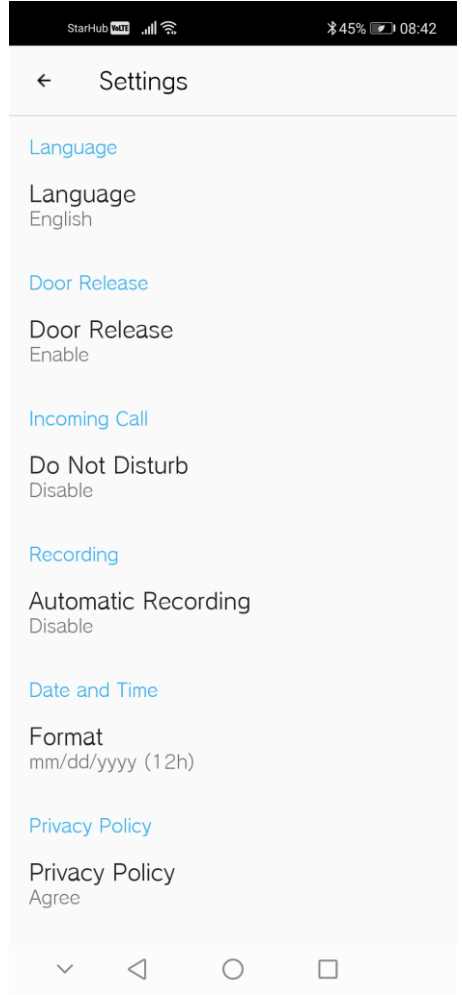 StarHub VoLTE 45% 08:42
Settings
Language
Language
English
Door Release
Door Release
Enable
Incoming Call
Do Not Disturb
Disable
Recording
Automatic Recording
Disable
Date and Time
Format
mm/dd/yyyy (12h)
Privacy Policy
Privacy Policy
Agree